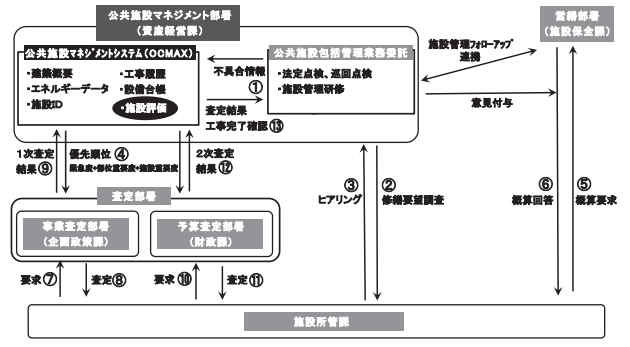 公共施設マネジメント部署
(資産経営課)
公共施設マネジメントシステム(OCMAX)
・建築概要
・エネルギーデータ
・施設ID
・工事履歴
・設備台帳
・施設評価
不具合情報
①
査定結果
工事完了確認⑬
公共施設包括管理業務委託
・法定点検、巡回点検
・施設管理研修
営繕部署
(施設保全課)
施設管理フォローアップ
連携
意見付与
1次査定
結果⑨
優先順位④
緊急度+部位重要度+施設重要度
2次査定
結果⑫
査定部署
事業査定部署
(企画政策課)
予算査定部署
(財政課)
③
ヒアリング
②
修繕要望調査
⑥
概算回答
⑤
概算要求
要求⑦
査定⑧
要求⑩
査定⑪
施設所管課